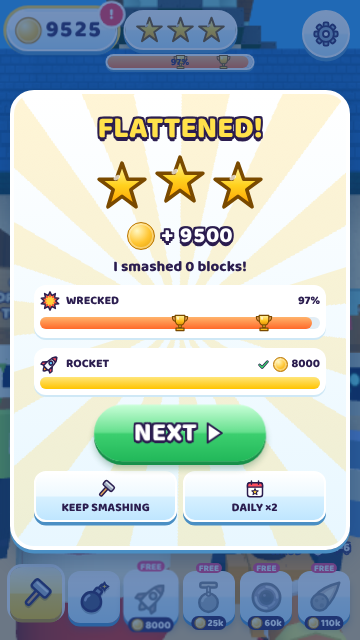 9525
!
97%
FLATTENED!
+ 9500
I smashed 0 blocks!
WRECKED 97%
ROCKET 8000
NEXT
KEEP SMASHING
DAILY ×2
FREE FREE FREE FREE
8000 25k 60k 110k